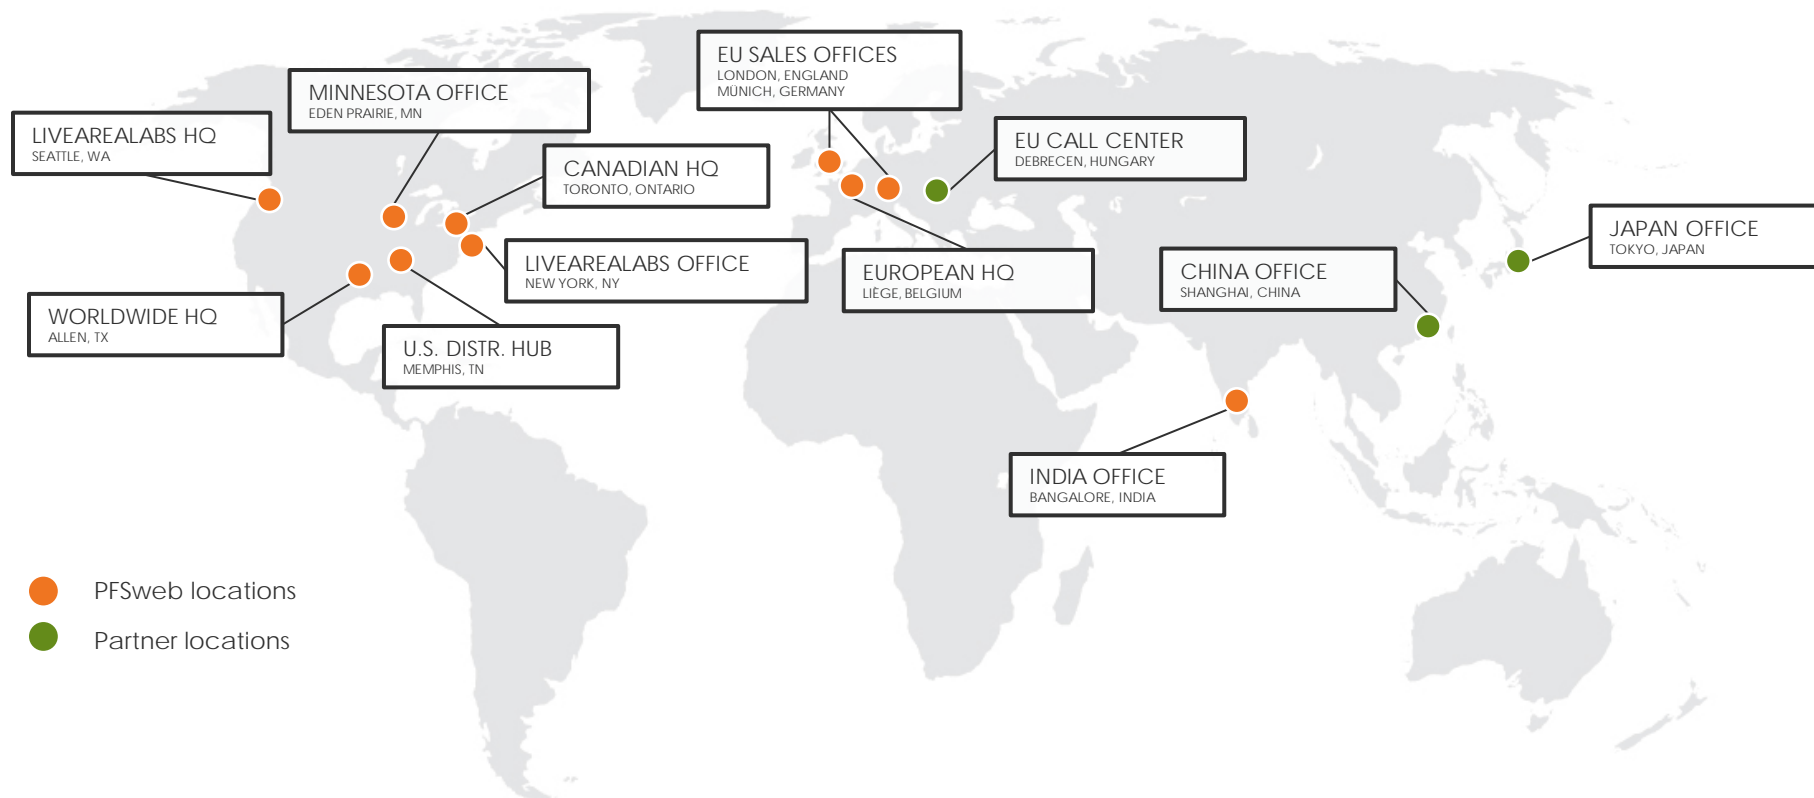 EU SALES OFFICES
LONDON, ENGLAND
MÜNICH, GERMANY
MINNESOTA OFFICE
EDEN PRAIRIE, MN
LIVEAREALABS HQ
SEATTLE, WA
EU CALL CENTER
DEBRECEN, HUNGARY
CANADIAN HQ
TORONTO, ONTARIO
JAPAN OFFICE
TOKYO, JAPAN
LIVEAREALABS OFFICE
NEW YORK, NY
EUROPEAN HQ
LIÈGE, BELGIUM
CHINA OFFICE
SHANGHAI, CHINA
WORLDWIDE HQ
ALLEN, TX
U.S. DISTR. HUB
MEMPHIS, TN
INDIA OFFICE
BANGALORE, INDIA
PFSweb locations
Partner locations